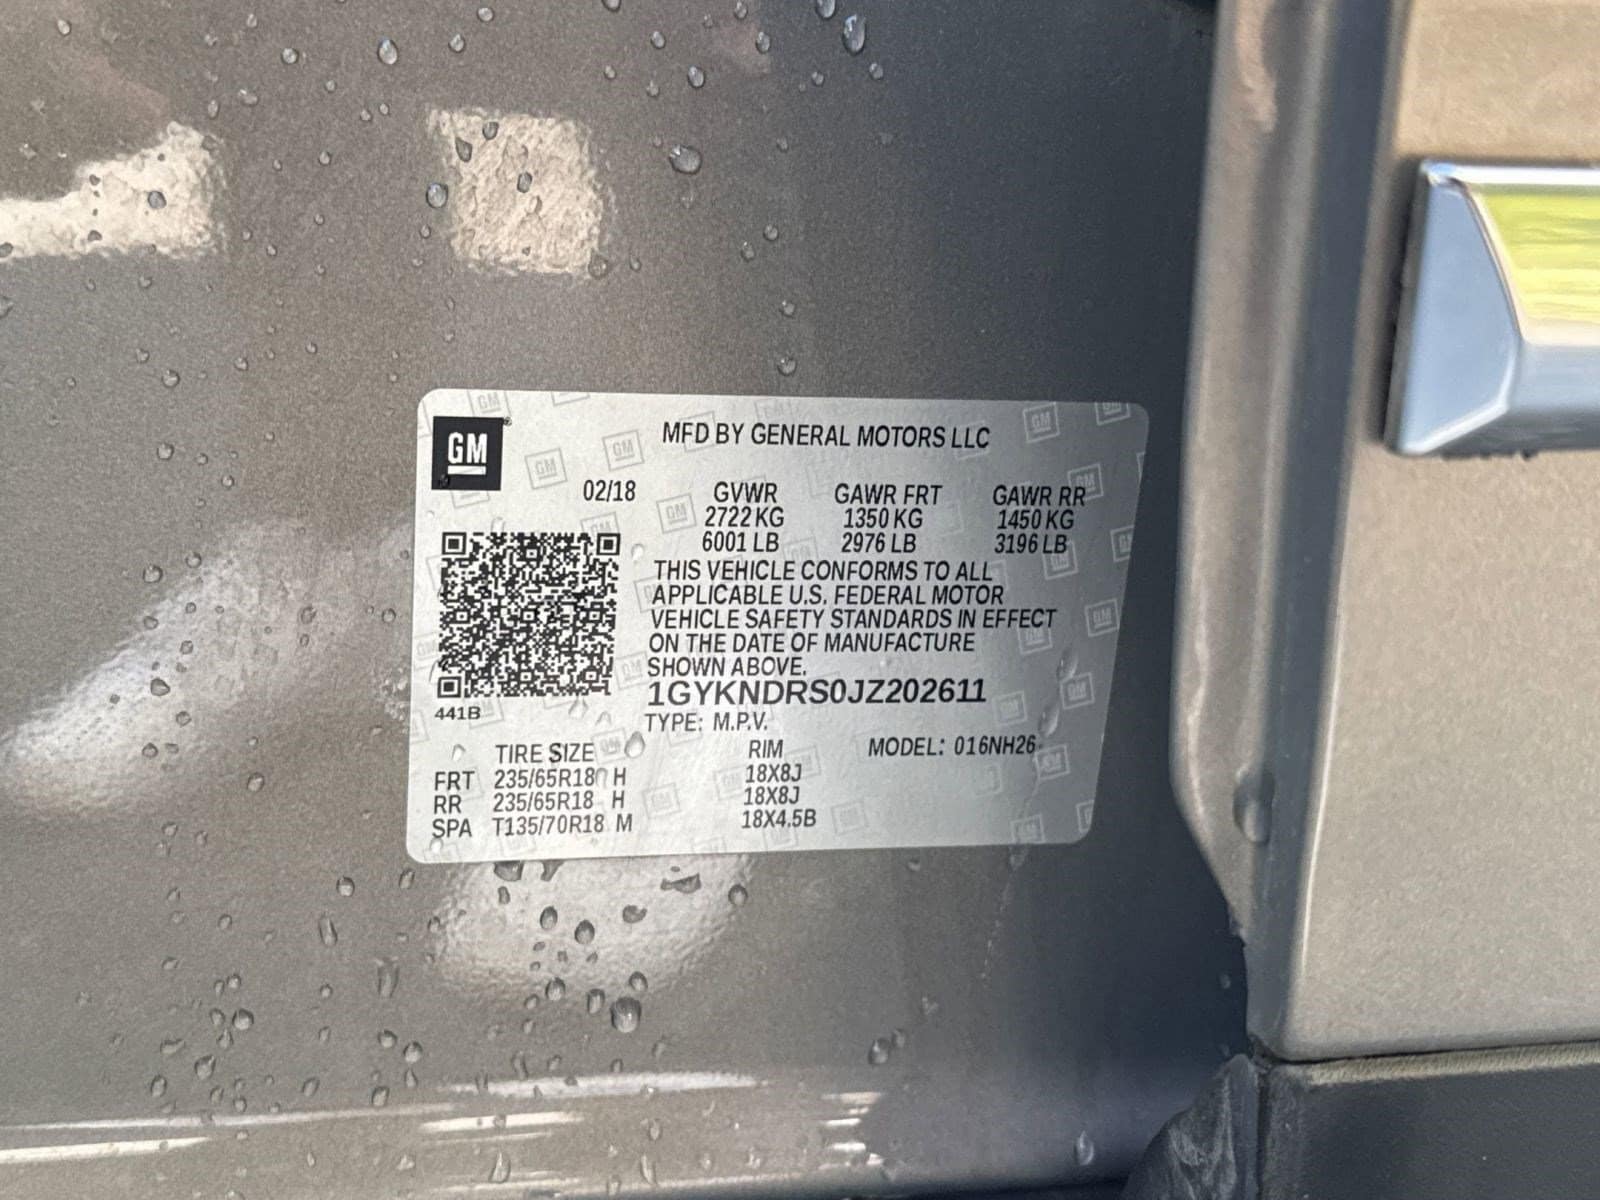 GM
MFD BY GENERAL MOTORS LLC
02/18 GVWR GAWR FRT GAWR RR
2722 KG 1350 KG 1450 KG
6001 LB 2976 LB 3196 LB
THIS VEHICLE CONFORMS TO ALL
APPLICABLE U.S. FEDERAL MOTOR
VEHICLE SAFETY STANDARDS IN EFFECT
ON THE DATE OF MANUFACTURE
SHOWN ABOVE.
1GYKNDRS0JZ202611
441B
TYPE: M.P.V.
TIRE SIZE RIM MODEL: 016NH26
FRT 235/65R18 H 18X8J
RR 235/65R18 H 18X8J
SPA T135/70R18 M 18X4.5B